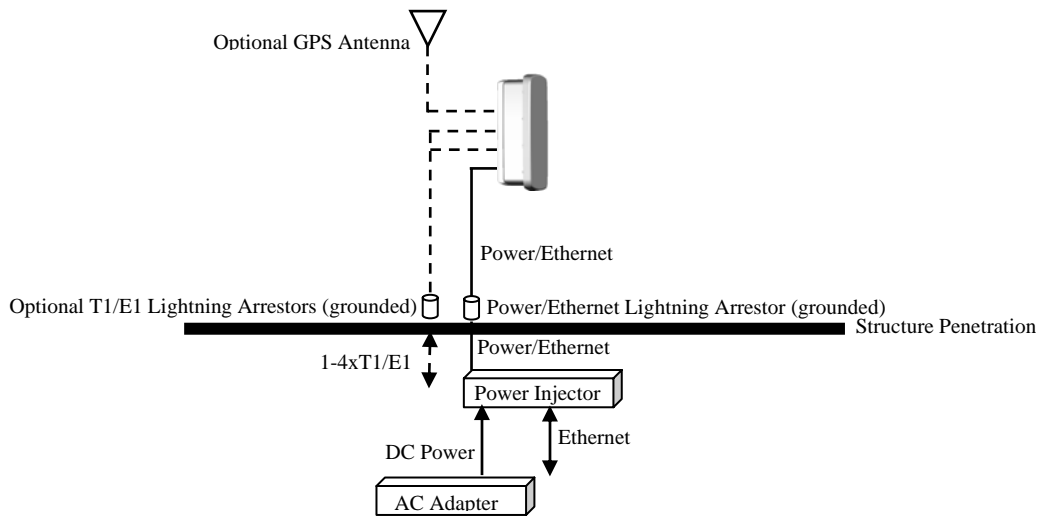 Optional GPS Antenna
Power/Ethernet
Optional T1/E1 Lightning Arrestors (grounded)
Power/Ethernet Lightning Arrestor (grounded)
Structure Penetration
Power/Ethernet
1-4xT1/E1
Power Injector
Ethernet
DC Power
AC Adapter